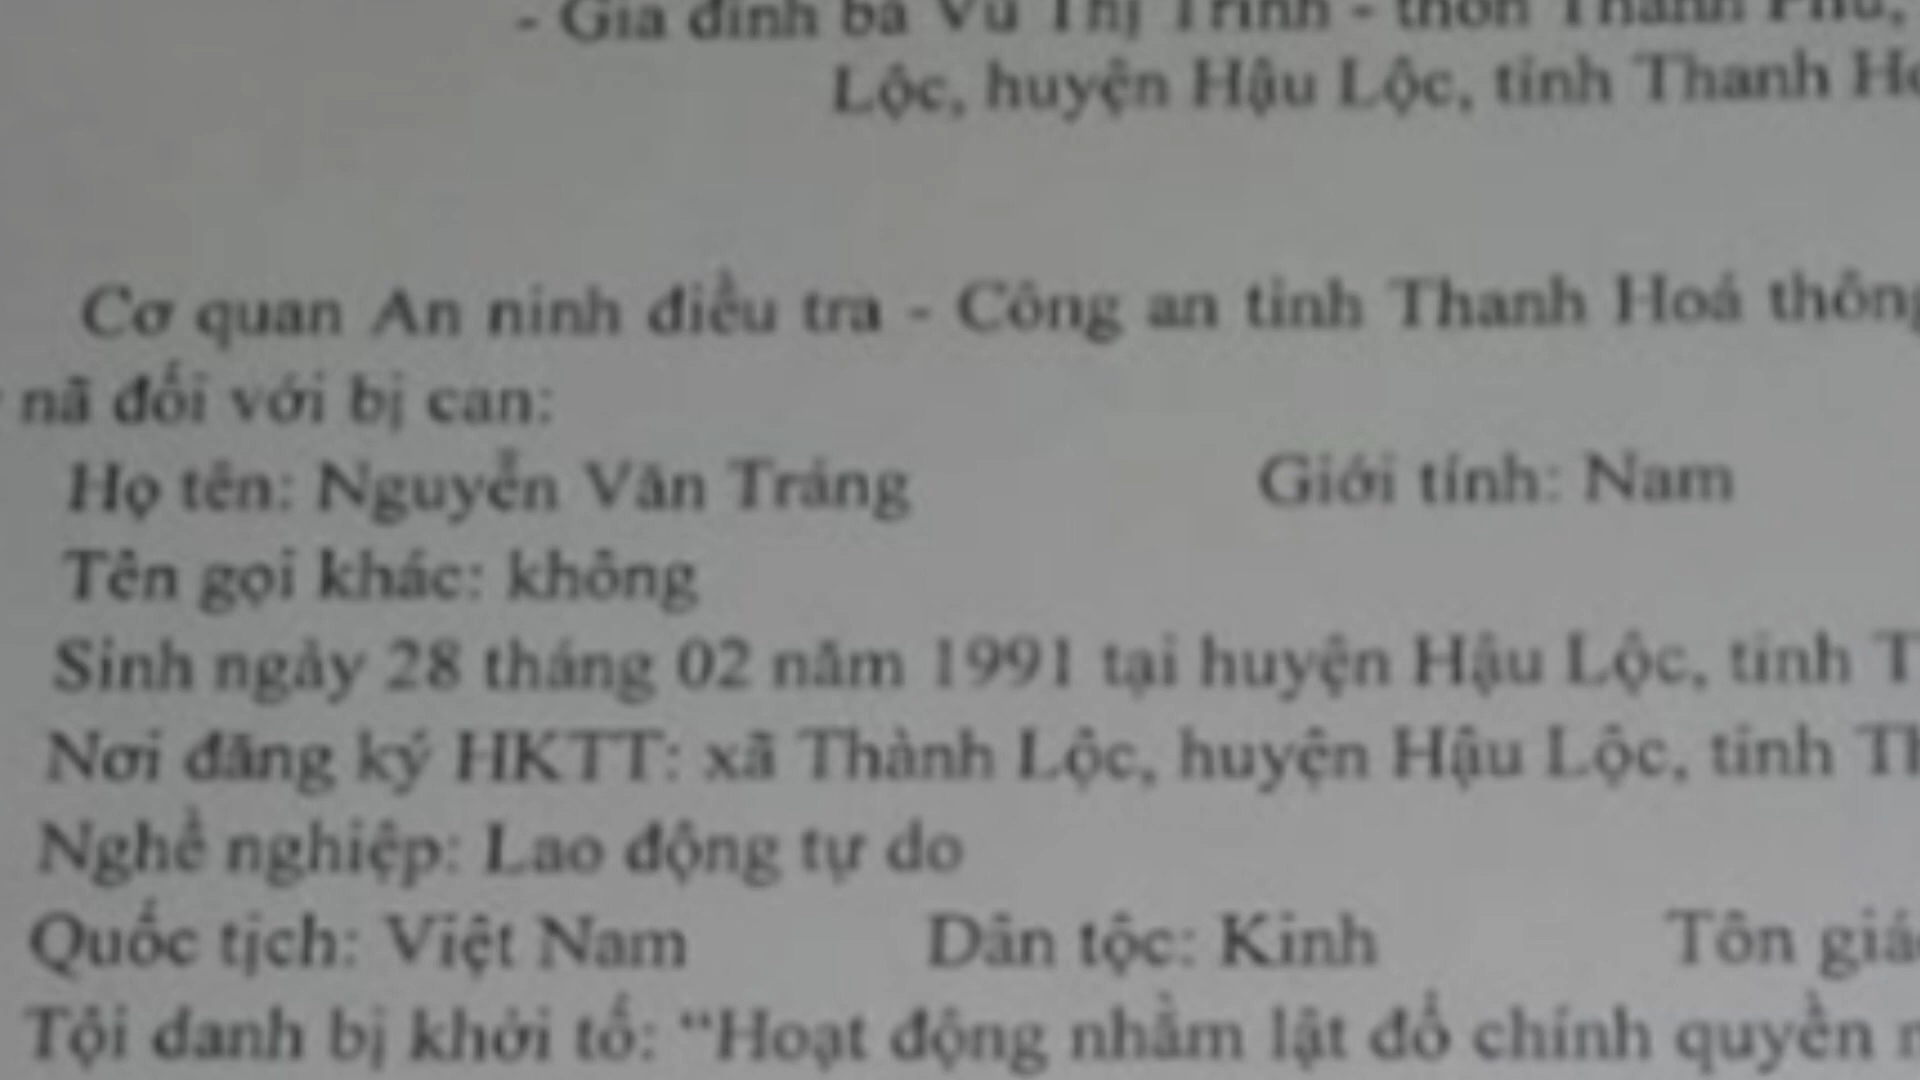 - Gia đình bà Vũ Thị Trinh - thôn Thành Phú,
Lộc, huyện Hậu Lộc, tỉnh Thanh
Cơ quan An ninh điều tra - Công an tỉnh Thanh Hoá thông
nã đối với bị can:
Họ tên: Nguyễn Văn Tráng Giới tính: Nam
Tên gọi khác: không
Sinh ngày 28 tháng 02 năm 1991 tại huyện Hậu Lộc, tỉnh
Nơi đăng ký HKTT: xã Thành Lộc, huyện Hậu Lộc, tỉnh
Nghề nghiệp: Lao động tự do
Quốc tịch: Việt Nam Dân tộc: Kinh Tôn
Tội danh bị khởi tố: “Hoạt động nhằm lật đổ chính quyền